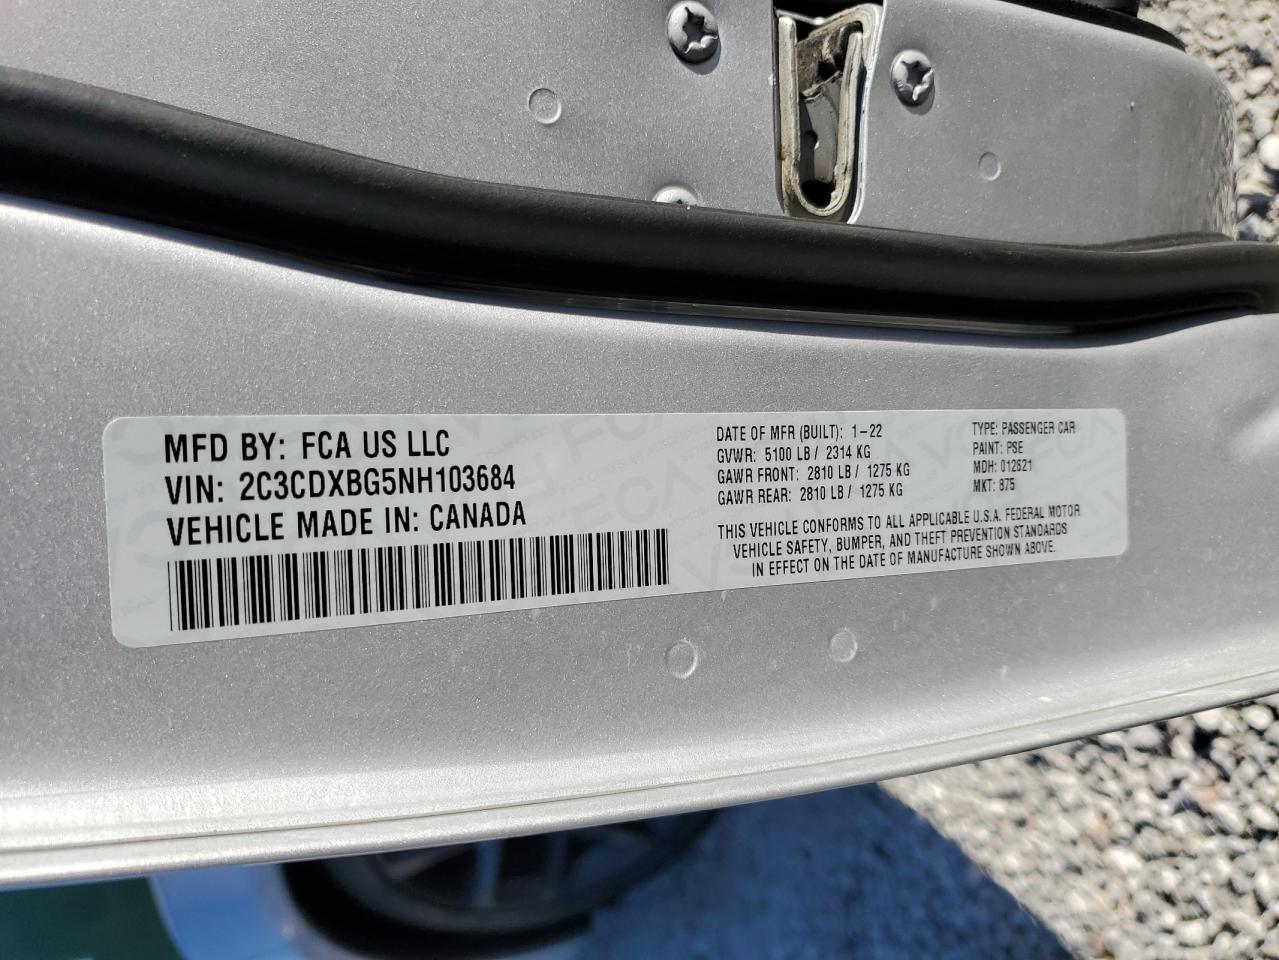 MFD BY: FCA US LLC
VIN: 2C3CDXBG5NH103684
VEHICLE MADE IN: CANADA
DATE OF MFR (BUILT): 1-22
GVWR: 5100 LB / 2314 KG
GAWR FRONT: 2810 LB / 1275 KG
GAWR REAR: 2810 LB / 1275 KG
TYPE: PASSENGER CAR
PAINT: PSE
MDH: 012621
MKT: 875
THIS VEHICLE CONFORMS TO ALL APPLICABLE U.S.A. FEDERAL MOTOR
VEHICLE SAFETY, BUMPER, AND THEFT PREVENTION STANDARDS
IN EFFECT ON THE DATE OF MANUFACTURE SHOWN ABOVE.